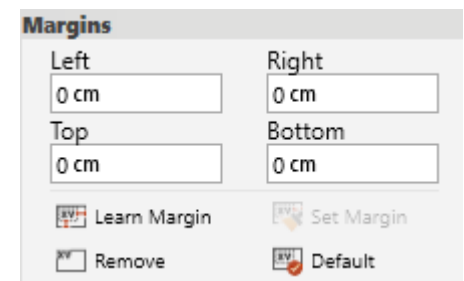 Margins
Left Right
0 cm 0 cm
Top Bottom
0 cm 0 cm
Learn Margin Set Margin
Remove Default